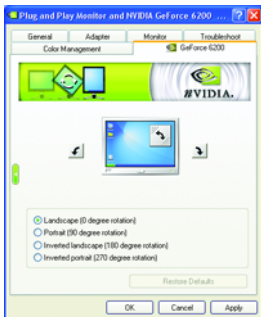 Plug and Play Monitor and NVIDIA GeForce 6200 ...
General Adapter Monitor Troubleshoot
Color Management GeForce 6200
NVIDIA.
Landscape (0 degree rotation)
Portrait (90 degree rotation)
Inverted landscape (180 degree rotation)
Inverted portrait (270 degree rotation)
Restore Defaults
OK Cancel Apply